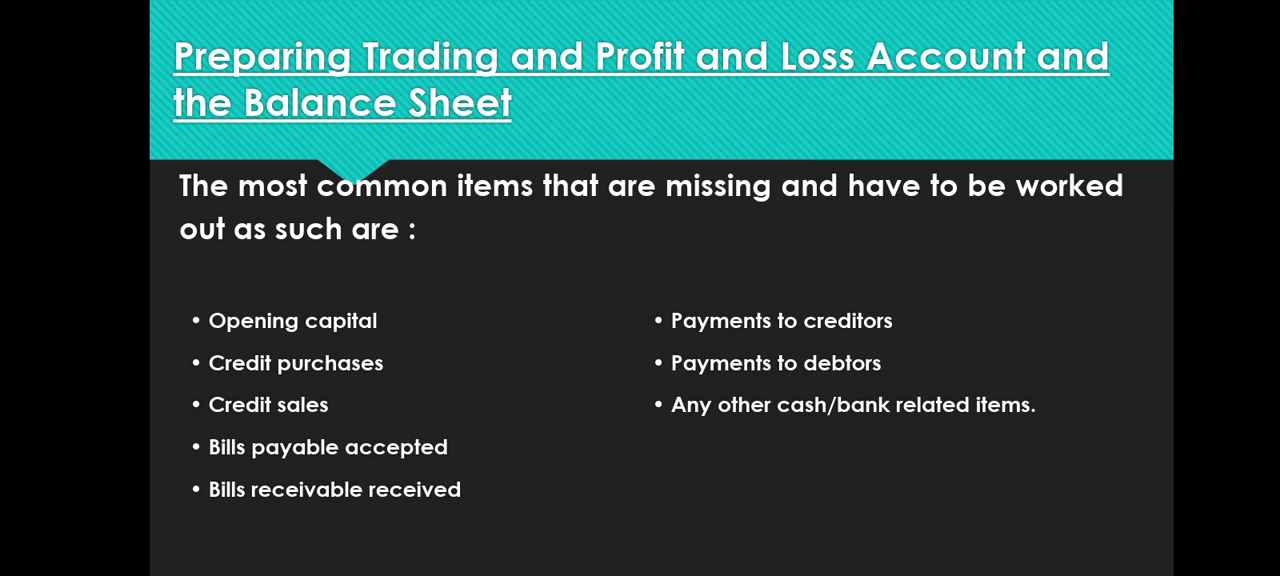 Preparing Trading and Profit and Loss Account and
the Balance Sheet
The most common items that are missing and have to be worked
out as such are :
• Opening capital
• Credit purchases
• Credit sales
• Bills payable accepted
• Bills receivable received
• Payments to creditors
• Payments to debtors
• Any other cash/bank related items.